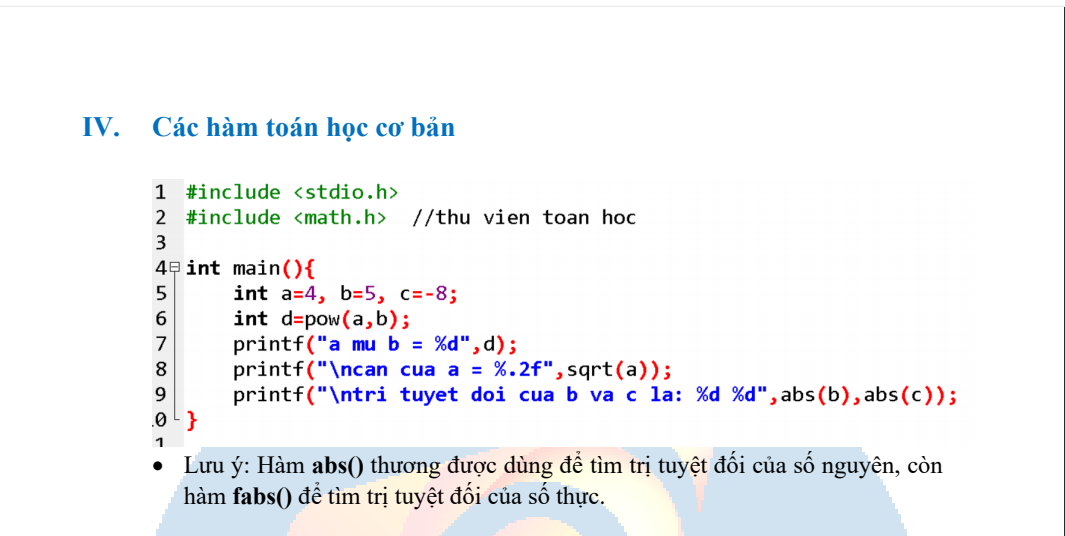 IV. Các hàm toán học cơ bản
1 #include <stdio.h>
2 #include <math.h> //thu vien toan hoc
3
4 int main(){
5 int a=4, b=5, c=-8;
6 int d=pow(a,b);
7 printf("a mu b = %d",d);
8 printf("\ncan cua a = %.2f",sqrt(a));
9 printf("\ntri tuyet doi cua b va c la: %d %d",abs(b),abs(c));
.0 }
1
• Lưu ý: Hàm abs() thương được dùng để tìm trị tuyệt đối của số nguyên, còn
hàm fabs() để tìm trị tuyệt đối của số thực.